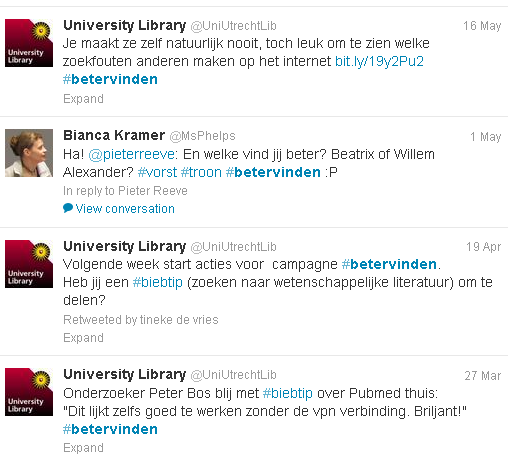 University Library @UniUtrechtLib 16 May
Je maakt ze zelf natuurlijk nooit, toch leuk om te zien welke
zoekfouten anderen maken op het internet bit.ly/19y2Pu2
#betervinden
Expand
University
Library
Bianca Kramer @MsPhelps 1 May
Ha! @pieterreeve: En welke vind jij beter? Beatrix of Willem
Alexander? #vorst #troon #betervinden :P
In reply to Pieter Reeve
View conversation
University Library @UniUtrechtLib 19 Apr
Volgende week start acties voor campagne #betervinden.
Heb jij een #biebtip (zoeken naar wetenschappelijke literatuur) om te
delen?
Retweeted by tineke de vries
Expand
University
Library
University Library @UniUtrechtLib 27 Mar
Onderzoeker Peter Bos blij met #biebtip over Pubmed thuis:
"Dit lijkt zelfs goed te werken zonder de vpn verbinding. Briljant!"
#betervinden
Expand
University
Library